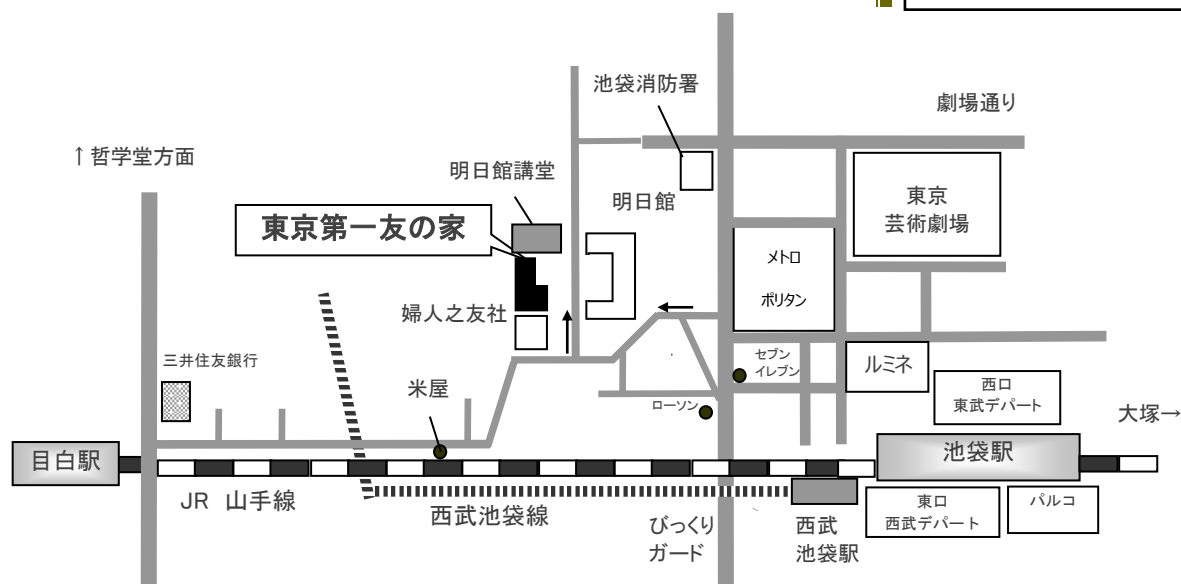 池袋消防署
劇場通り
↑哲学堂方面
明日館講堂
東京
芸術劇場
明日館
東京第一友の家
メトロ
ポリタン
婦人之友社
三井住友銀行
セブン
イレブン
ルミネ
米屋
西口
東武デパート
ローソン
大塚→
目白駅
池袋駅
JR 山手線
西武池袋線
びっくり
ガード
西武
池袋駅
東口
西武デパート
パルコ